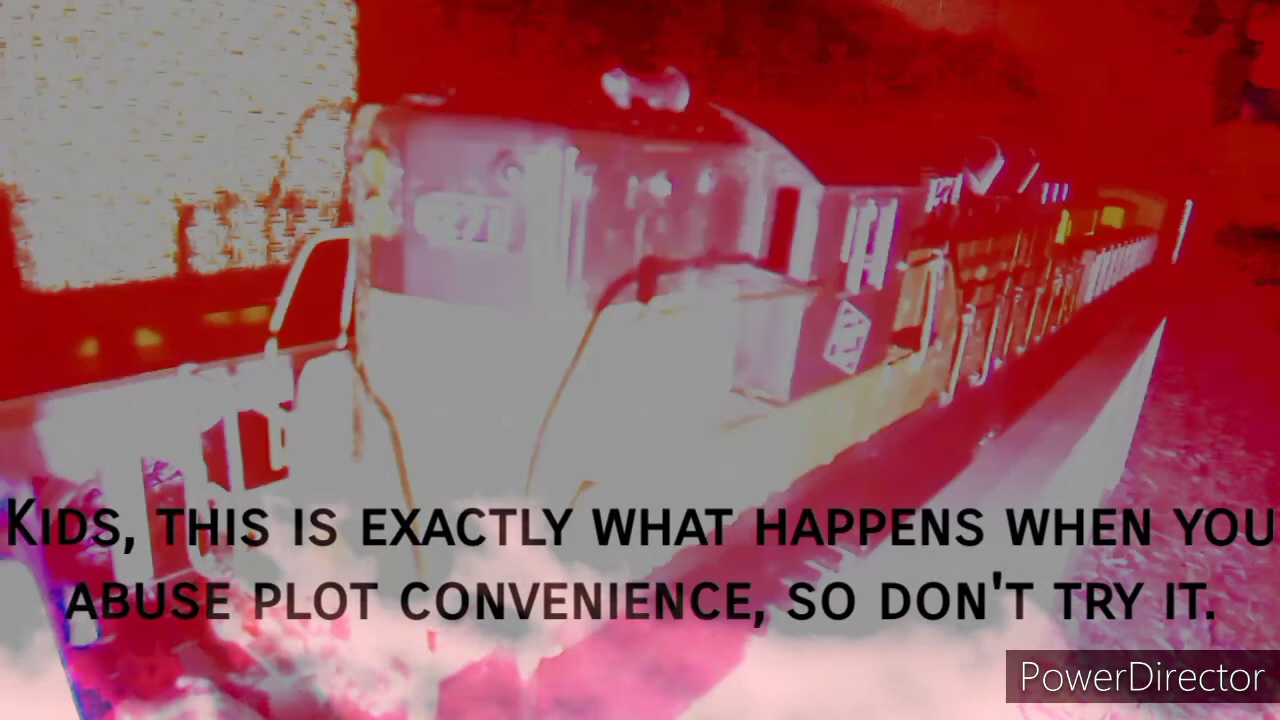 Kids, this is exactly what happens when you
abuse plot convenience, so don't try it.
PowerDirector